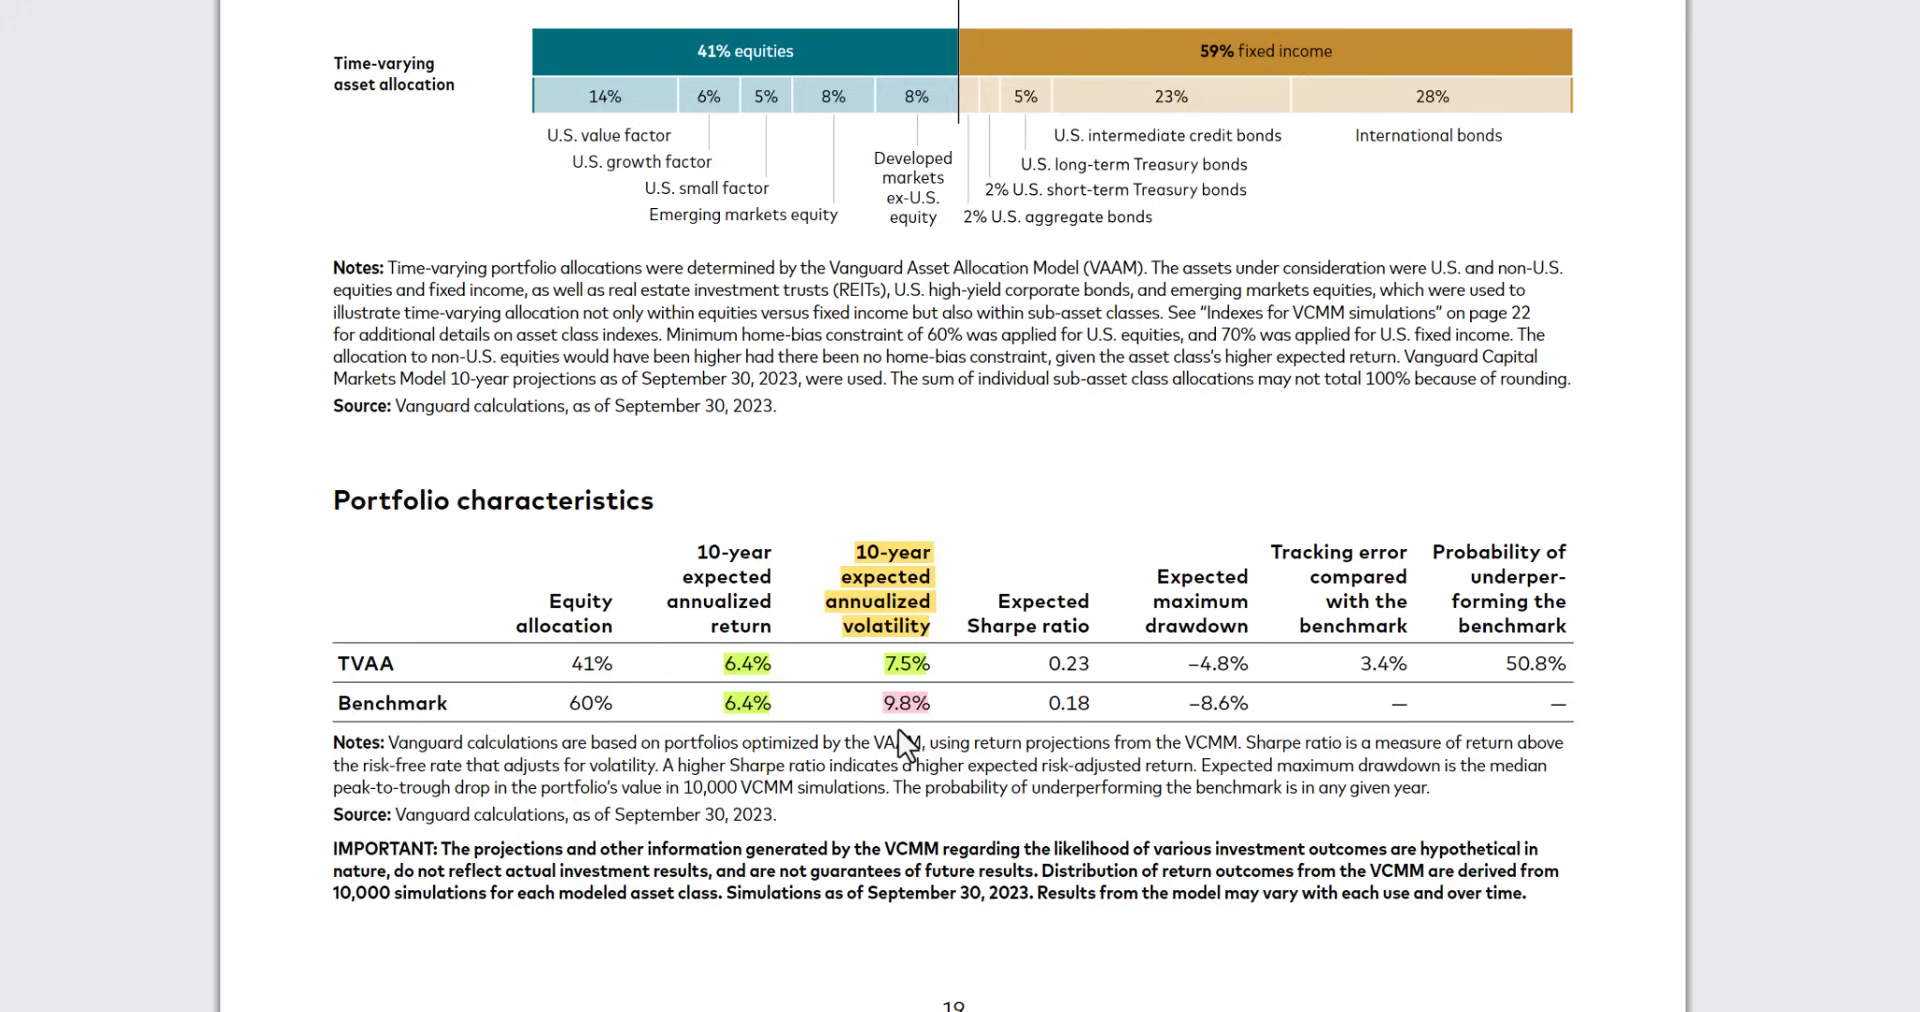 Time-varying
asset allocation
41% equities
59% fixed income
14% 6% 5% 8% 8% 5% 23% 28%
U.S. value factor
U.S. growth factor
U.S. small factor
Emerging markets equity
Developed
markets
ex-U.S.
equity
U.S. intermediate credit bonds
International bonds
U.S. long-term Treasury bonds
2% U.S. short-term Treasury bonds
2% U.S. aggregate bonds
Notes: Time-varying portfolio allocations were determined by the Vanguard Asset Allocation Model (VAAM). The assets under consideration were U.S. and non-U.S.
equities and fixed income, as well as real estate investment trusts (REITs), U.S. high-yield corporate bonds, and emerging markets equities, which were used to
illustrate time-varying allocation not only within equities versus fixed income but also within sub-asset classes. See “Indexes for VCMM simulations” on page 22
for additional details on asset class indexes. Minimum home-bias constraint of 60% was applied for U.S. equities, and 70% was applied for U.S. fixed income. The
allocation to non-U.S. equities would have been higher had there been no home-bias constraint, given the asset class’s higher expected return. Vanguard Capital
Markets Model 10-year projections as of September 30, 2023, were used. The sum of individual sub-asset class allocations may not total 100% because of rounding.
Source: Vanguard calculations, as of September 30, 2023.
Portfolio characteristics
Equity
allocation
10-year
expected
annualized
return
10-year
expected
annualized
volatility
Expected
Sharpe ratio
Expected
maximum
drawdown
Tracking error
compared
with the
benchmark
Probability of
underper-
forming the
benchmark
TVAA 41% 6.4% 7.5% 0.23 –4.8% 3.4% 50.8%
Benchmark 60% 6.4% 9.8% 0.18 –8.6% — —
Notes: Vanguard calculations are based on portfolios optimized by the using return projections from the VCMM. Sharpe ratio is a measure of return above
the risk-free rate that adjusts for volatility. A higher Sharpe ratio indicates a higher expected risk-adjusted return. Expected maximum drawdown is the median
peak-to-trough drop in the portfolio’s value in 10,000 VCMM simulations. The probability of underperforming the benchmark is in any given year.
Source: Vanguard calculations, as of September 30, 2023.
IMPORTANT: The projections and other information generated by the VCMM regarding the likelihood of various investment outcomes are hypothetical in
nature, do not reflect actual investment results, and are not guarantees of future results. Distribution of return outcomes from the VCMM are derived from
10,000 simulations for each modeled asset class. Simulations as of September 30, 2023. Results from the model may vary with each use and over time.
19